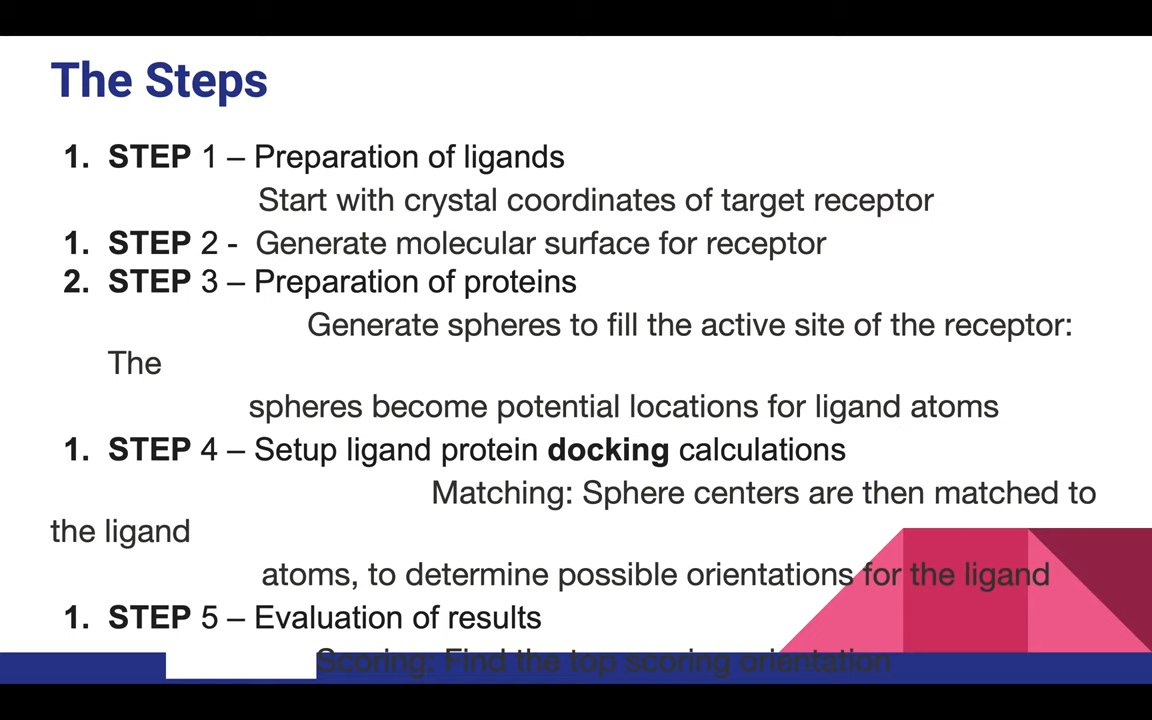 The Steps
1. STEP 1 – Preparation of ligands
Start with crystal coordinates of target receptor
1. STEP 2 - Generate molecular surface for receptor
2. STEP 3 – Preparation of proteins
Generate spheres to fill the active site of the receptor:
The
spheres become potential locations for ligand atoms
1. STEP 4 – Setup ligand protein docking calculations
Matching: Sphere centers are then matched to
the ligand
atoms, to determine possible orientations for the ligand
1. STEP 5 – Evaluation of results
Scoring: Find the top scoring orientation